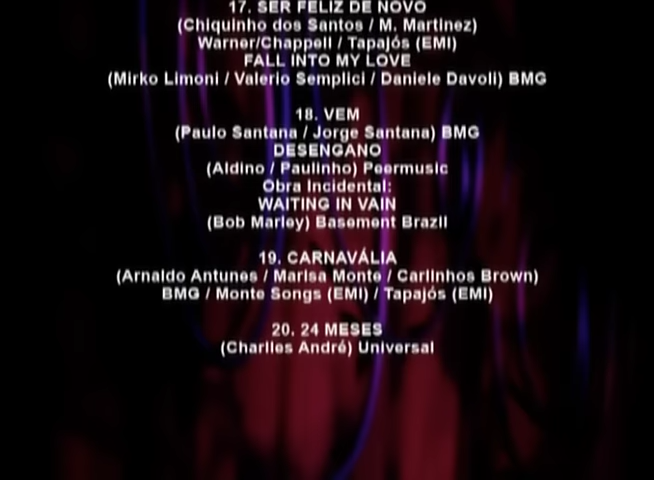 17. SER FELIZ DE NOVO
(Chiquinho dos Santos / M. Martinez)
Warner/Chappell / Tapajós (EMI)
FALL INTO MY LOVE
(Mirko Limoni / Valerio Semplici / Daniele Davoli) BMG
18. VEM
(Paulo Santana / Jorge Santana) BMG
DESENGANO
(Aldino / Paulinho) Peermusic
Obra Incidental:
WAITING IN VAIN
(Bob Marley) Basement Brazil
19. CARNAVÁLIA
(Arnaldo Antunes / Marisa Monte / Carlinhos Brown)
BMG / Monte Songs (EMI) / Tapajós (EMI)
20. 24 MESES
(Charlles André) Universal